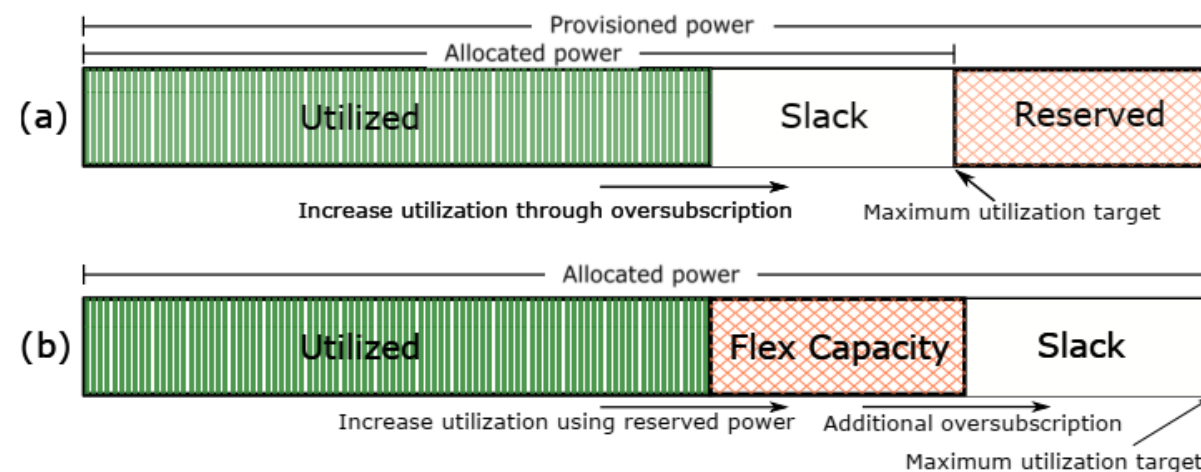 Provisioned power
Allocated power
(a)
Utilized
Slack
Reserved
Increase utilization through oversubscription
Maximum utilization target
Allocated power
(b)
Utilized
Flex Capacity
Slack
Increase utilization using reserved power
Additional oversubscription
Maximum utilization target